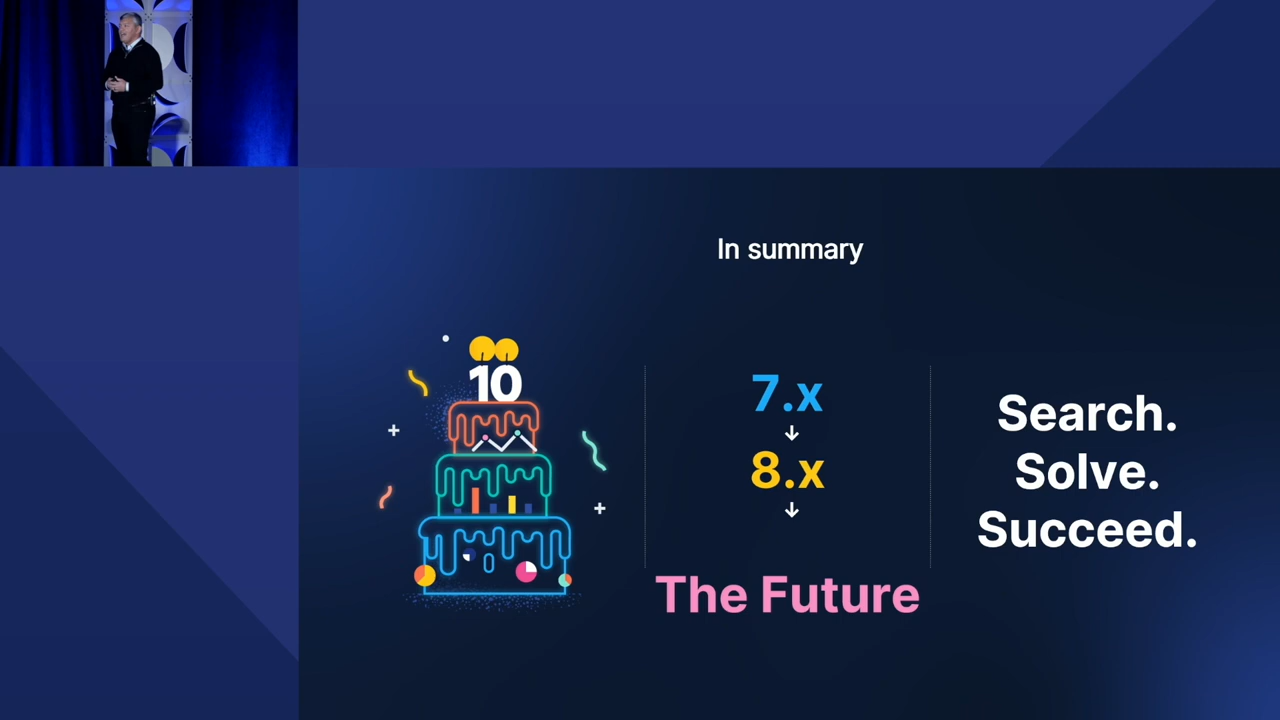 In summary
10
7.x
↓
8.x
↓
The Future
Search.
Solve.
Succeed.